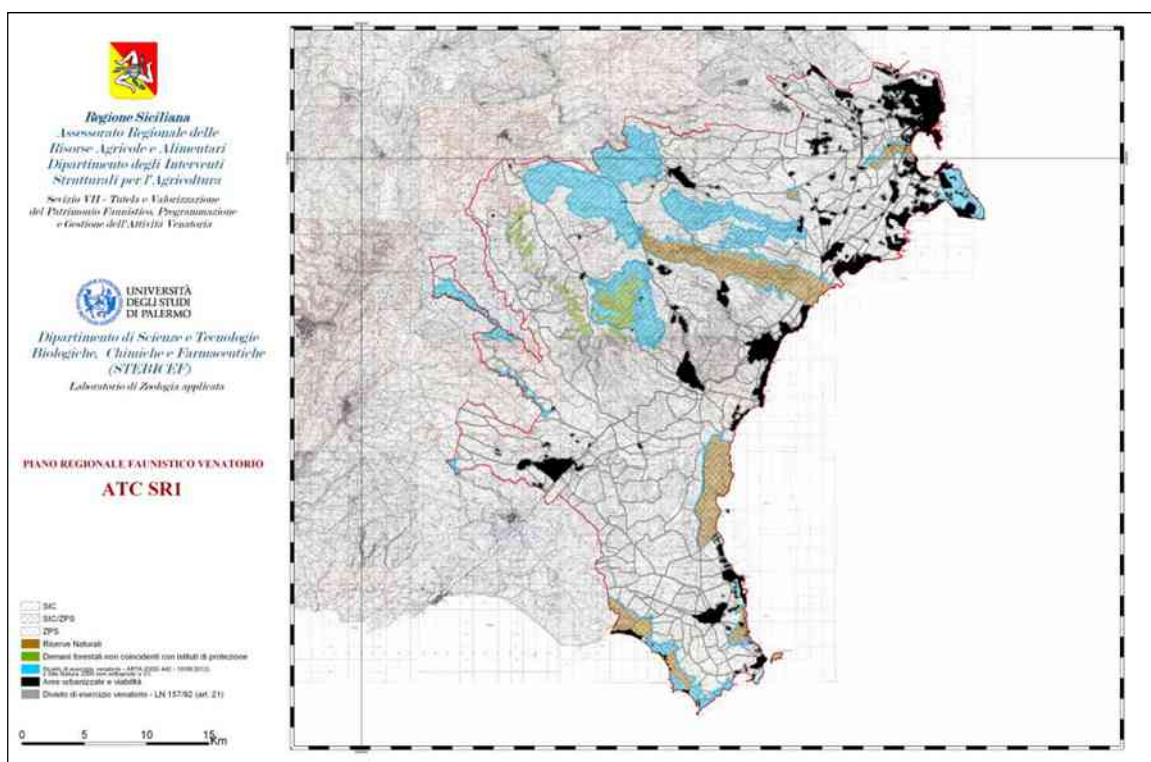 Regione Siciliana
Assessorato Regionale delle
Risorse Agricole e Alimentari
Dipartimento degli Interventi
Strutturali per l'Agricoltura
Sevizio VII - Tutela e Valorizzazione
del Patrimonio Faunistico, Programmazione
e Gestione dell'Attività Venatoria
UNIVERSITÀ
DEGLI STUDI
DI PALERMO
Dipartimento di Scienze e Tecnologie
Biologiche, Chimiche e Farmaceutiche
(STEBICEF)
Laboratorio di Zoologia applicata
PIANO REGIONALE FAUNISTICO VENATORIO
ATC SR1
SIC
SIC/ZPS
ZPS
Riserve Naturali
Demani forestali non coincidenti con istituti di protezione
Aree urbanizzate e viabilità
Divieto di esercizio venatorio - LN 157/92 (art. 21)
0 5 10 15 Km